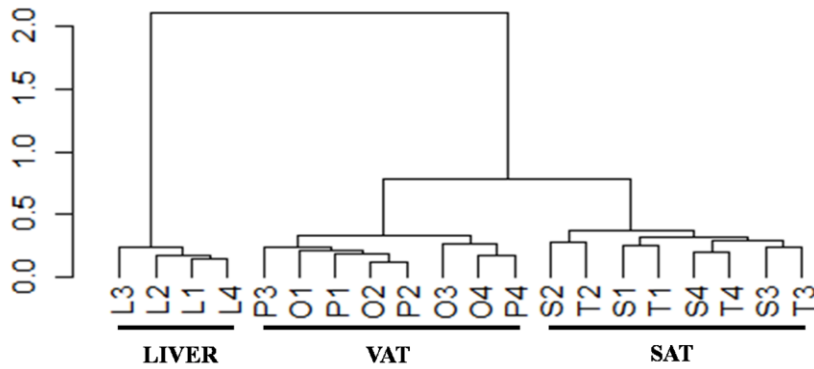 2.0
1.5
1.0
0.5
0.0
L3 L2 L1 L4 P3 O1 P1 O2 P2 O3 O4 P4 S2 T2 S1 T1 S4 T4 S3 T3
LIVER VAT SAT